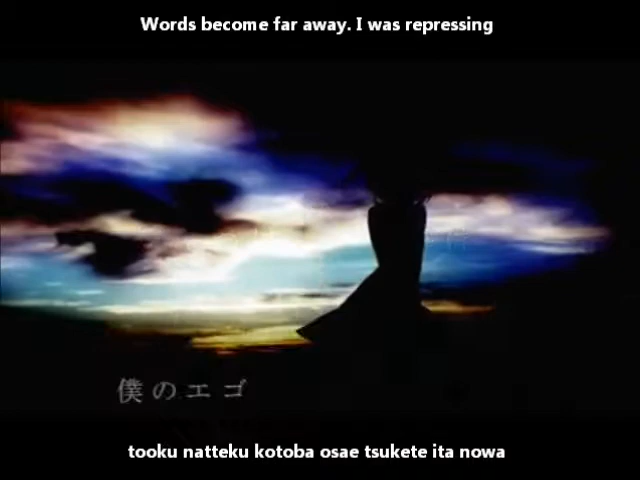 Words become far away. I was repressing
僕のエゴ
tooku natteku kotoba osae tsukete ita nowa